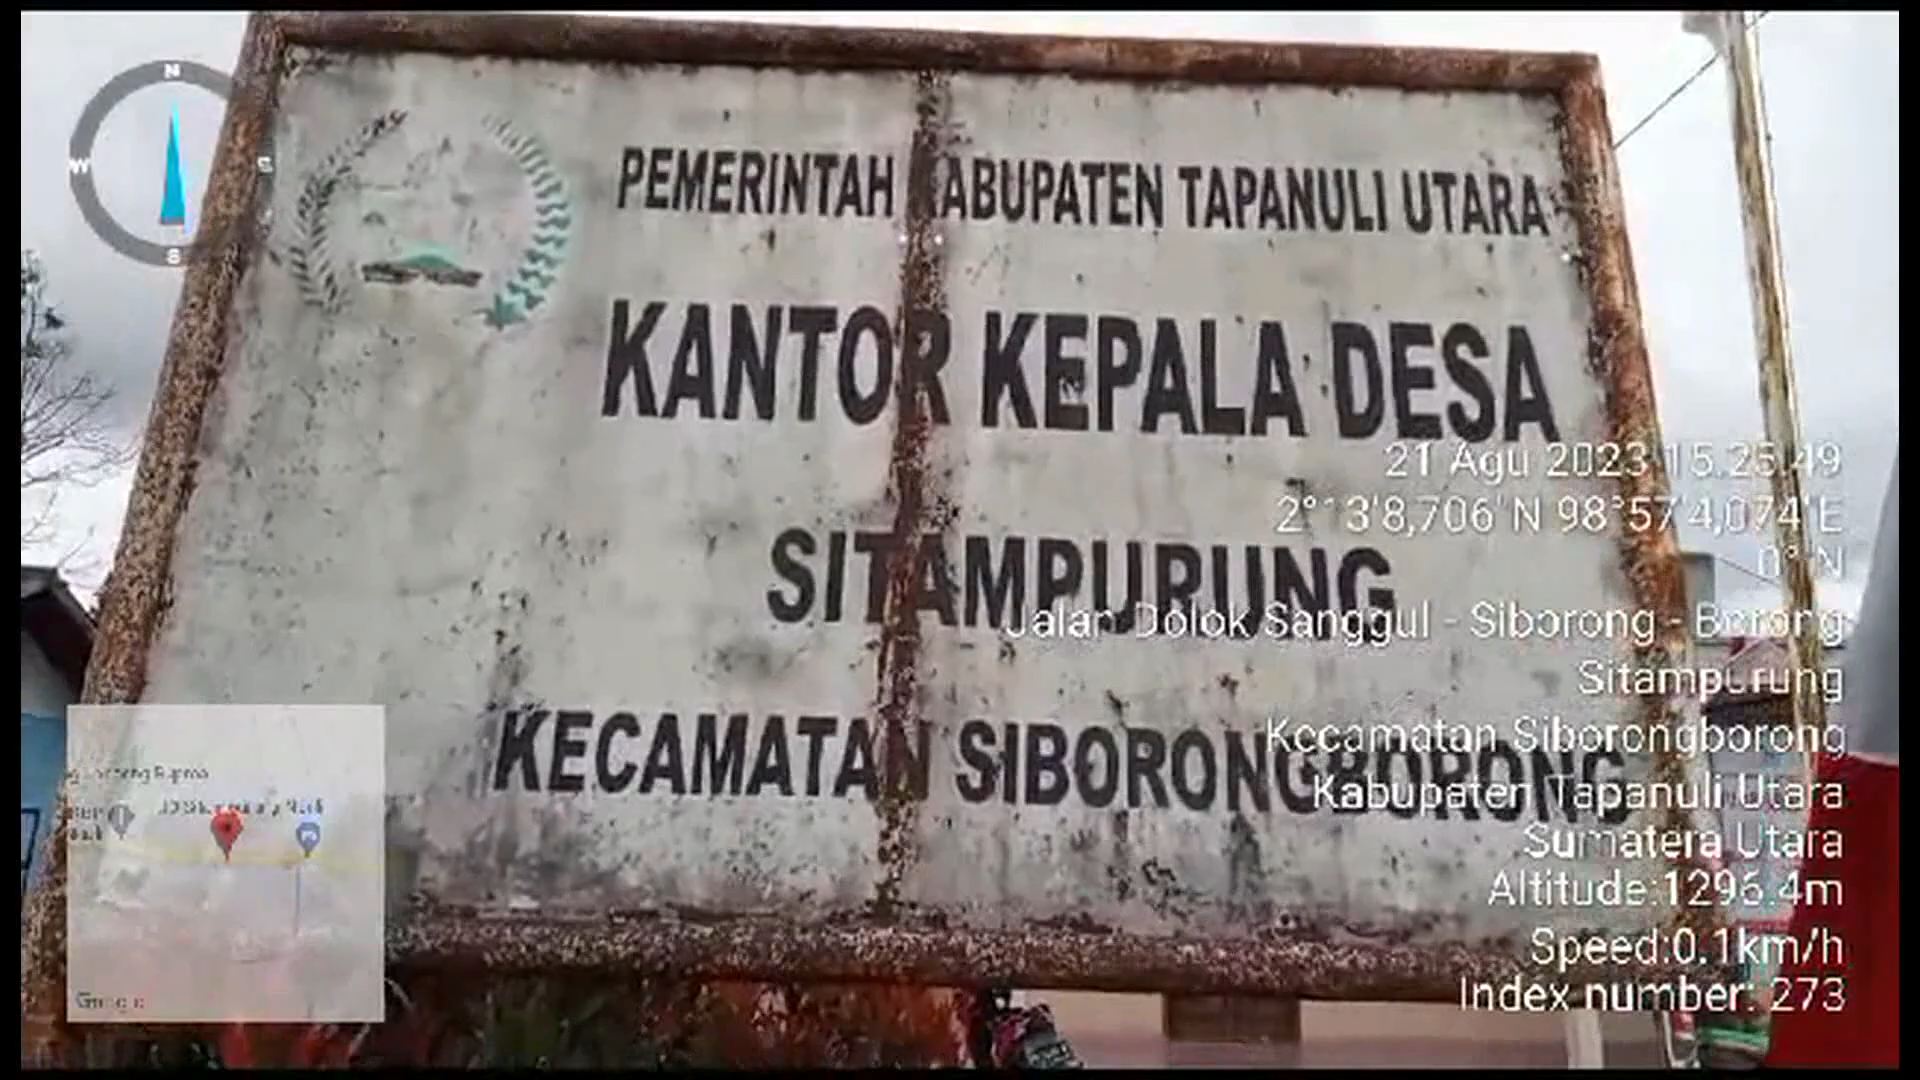 N
W
E
S
PEMERINTAH KABUPATEN TAPANULI UTARA
KANTOR KEPALA DESA
SITAMPURUNG
KECAMATAN SIBORONGBORONG
21 Agu 2023 15.25.49
2°13'8,706"N 98°57'4,074"E
0° N
Jalan Dolok Sanggul - Siborong - Borong
Sitampurung
Kecamatan Siborongborong
Kabupaten Tapanuli Utara
Sumatera Utara
Altitude:1296.4m
Speed:0.1km/h
Index number: 273
Google